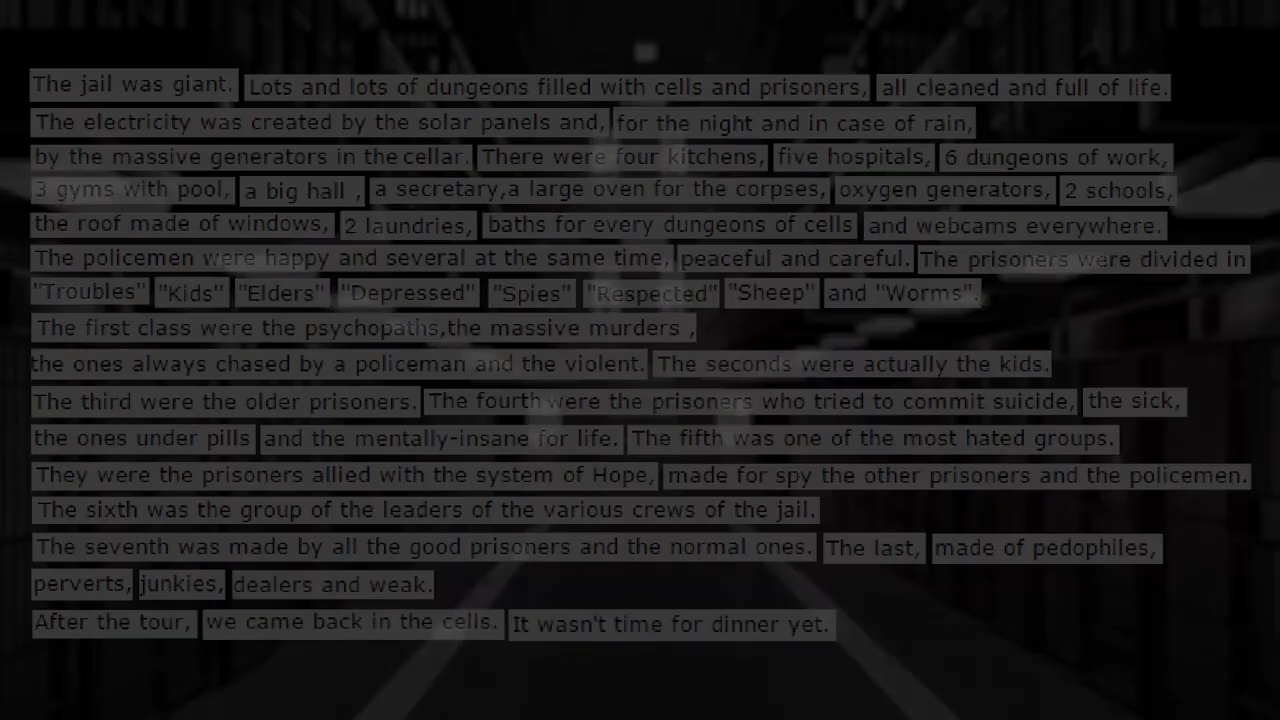 The jail was giant. Lots and lots of dungeons filled with cells and prisoners, all cleaned and full of life.
The electricity was created by the solar panels and, for the night and in case of rain,
by the massive generators in the cellar. There were four kitchens, five hospitals, 6 dungeons of work,
3 gyms with pool, a big hall , a secretary,a large oven for the corpses, oxygen generators, 2 schools,
the roof made of windows, 2 laundries, baths for every dungeons of cells and webcams everywhere.
The policemen were happy and several at the same time, peaceful and careful. The prisoners were divided in
"Troubles" "Kids" "Elders" "Depressed" "Spies" "Respected" "Sheep" and "Worms".
The first class were the psychopaths,the massive murders ,
the ones always chased by a policeman and the violent. The seconds were actually the kids.
The third were the older prisoners. The fourth were the prisoners who tried to commit suicide, the sick,
the ones under pills and the mentally-insane for life. The fifth was one of the most hated groups.
They were the prisoners allied with the system of Hope, made for spy the other prisoners and the policemen.
The sixth was the group of the leaders of the various crews of the jail.
The seventh was made by all the good prisoners and the normal ones. The last, made of pedophiles,
perverts, junkies, dealers and weak.
After the tour, we came back in the cells. It wasn't time for dinner yet.